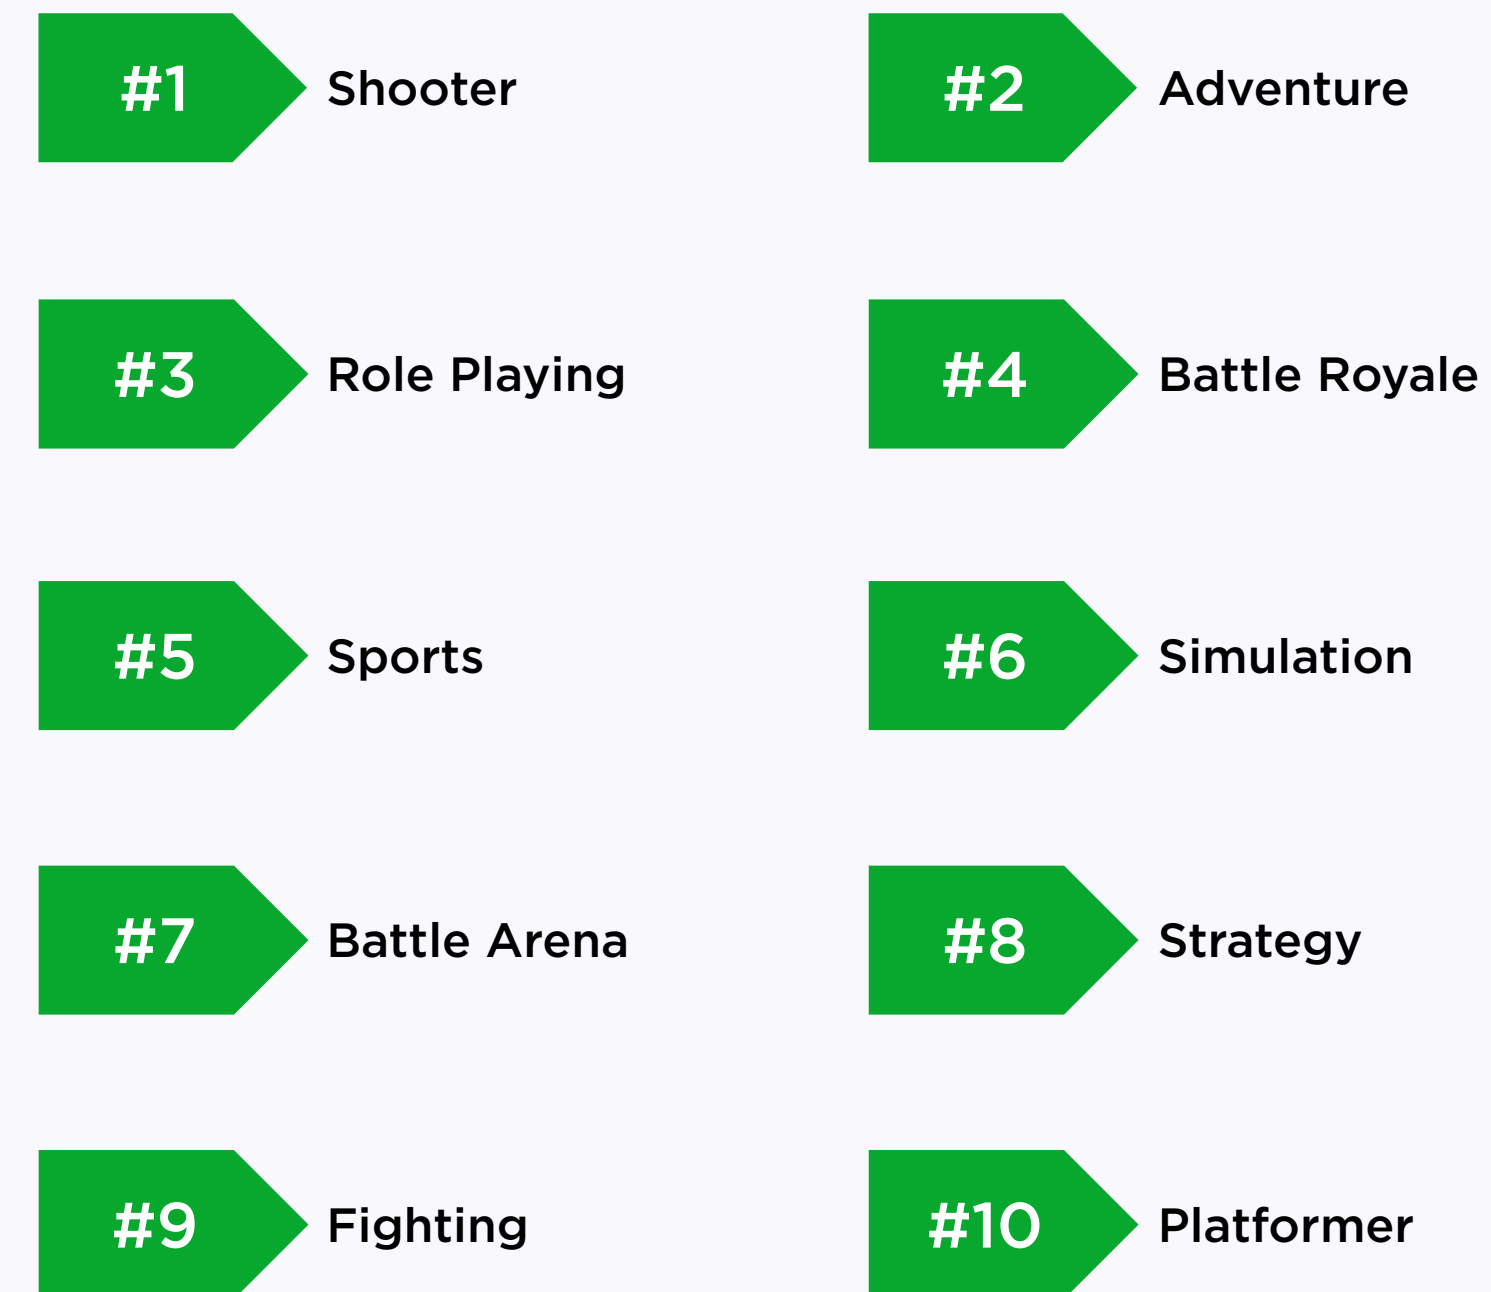 #1 Shooter
#2 Adventure
#3 Role Playing
#4 Battle Royale
#5 Sports
#6 Simulation
#7 Battle Arena
#8 Strategy
#9 Fighting
#10 Platformer